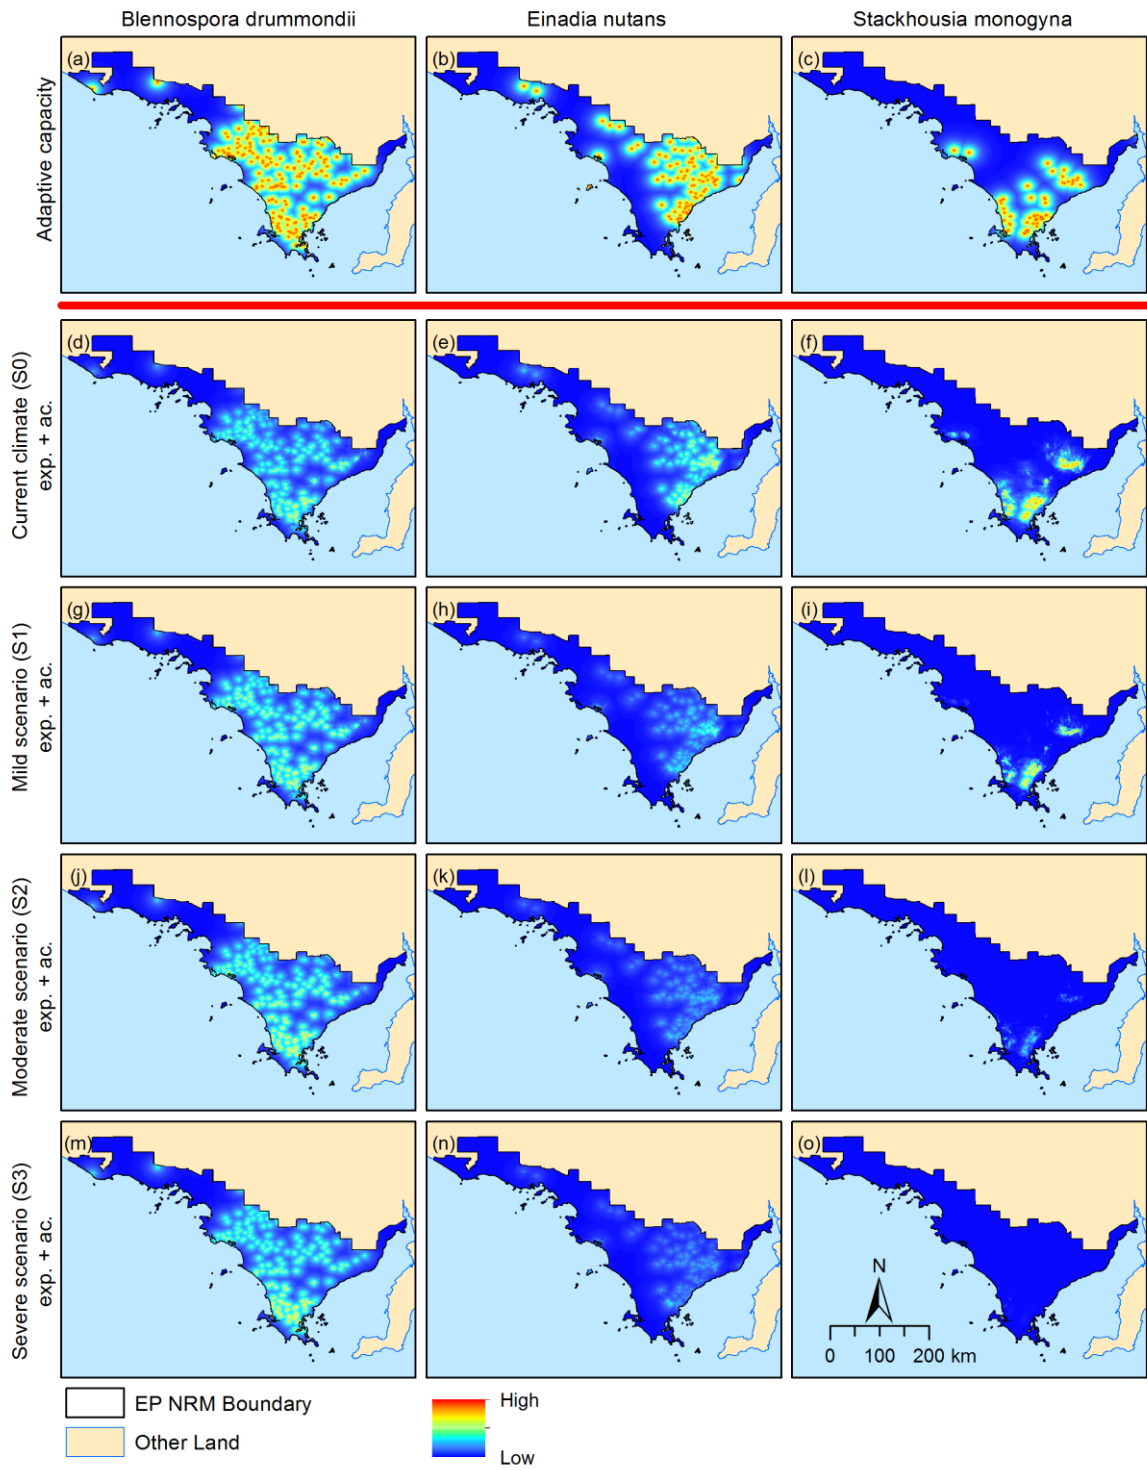 Blennospora drummondii
Einadia nutans
Stackhousia monogyna
Adaptive capacity
(a)
(b)
(c)
Current climate (S0)
exp. + ac.
(d)
(e)
(f)
Mild scenario (S1)
exp. + ac.
(g)
(h)
(i)
Moderate scenario (S2)
exp. + ac.
(j)
(k)
(l)
Severe scenario (S3)
exp. + ac.
(m)
(n)
(o)
N
0 100 200 km
EP NRM Boundary
Other Land
High
Low